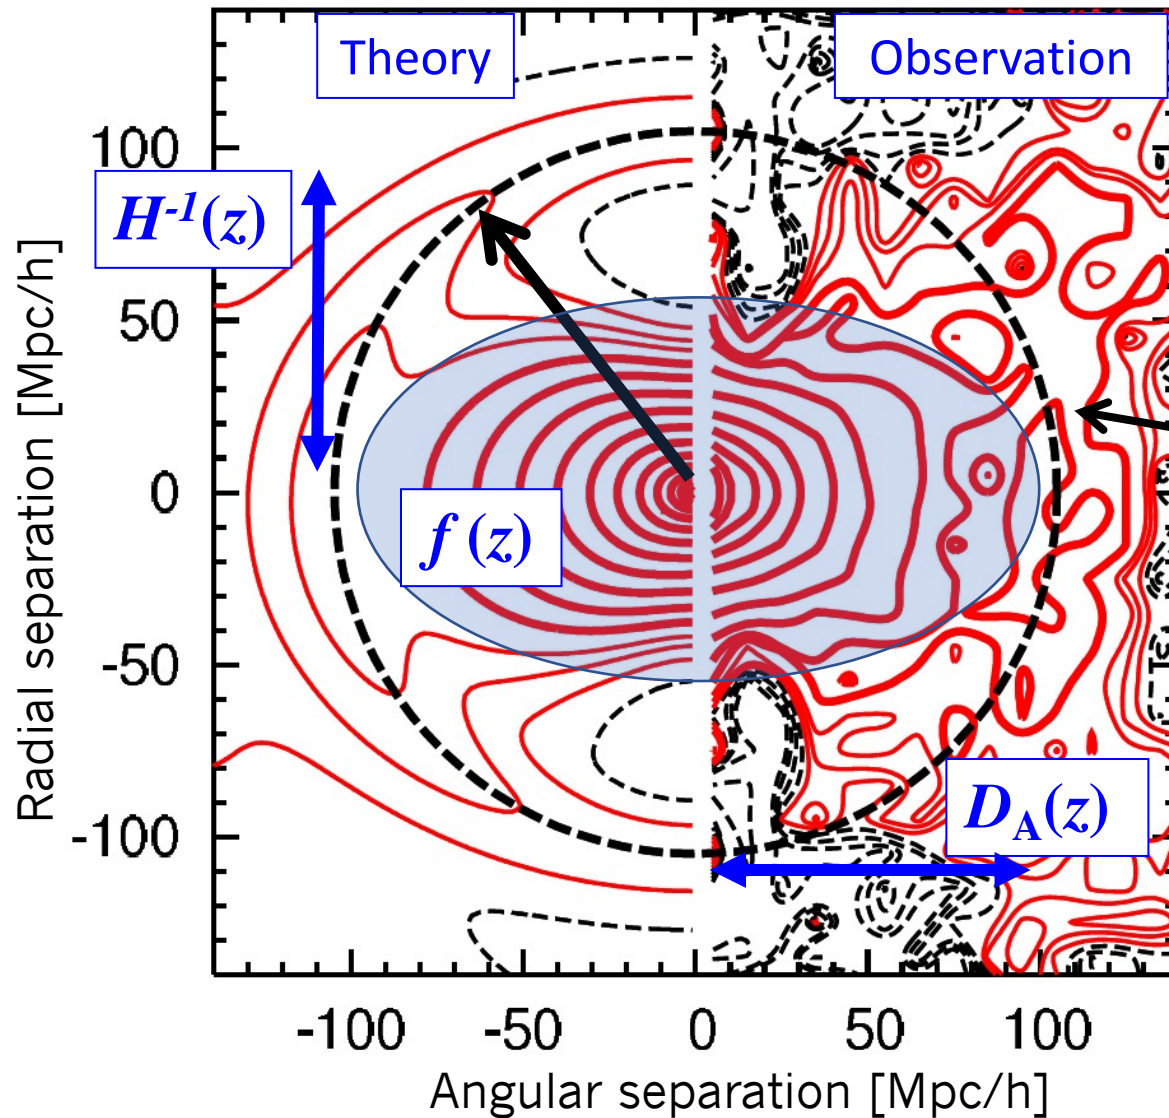 Theory
Observation
H⁻¹(z)
f (z)
D_A(z)
Radial separation [Mpc/h]
100
50
0
-50
-100
-100
-50
0
50
100
Angular separation [Mpc/h]